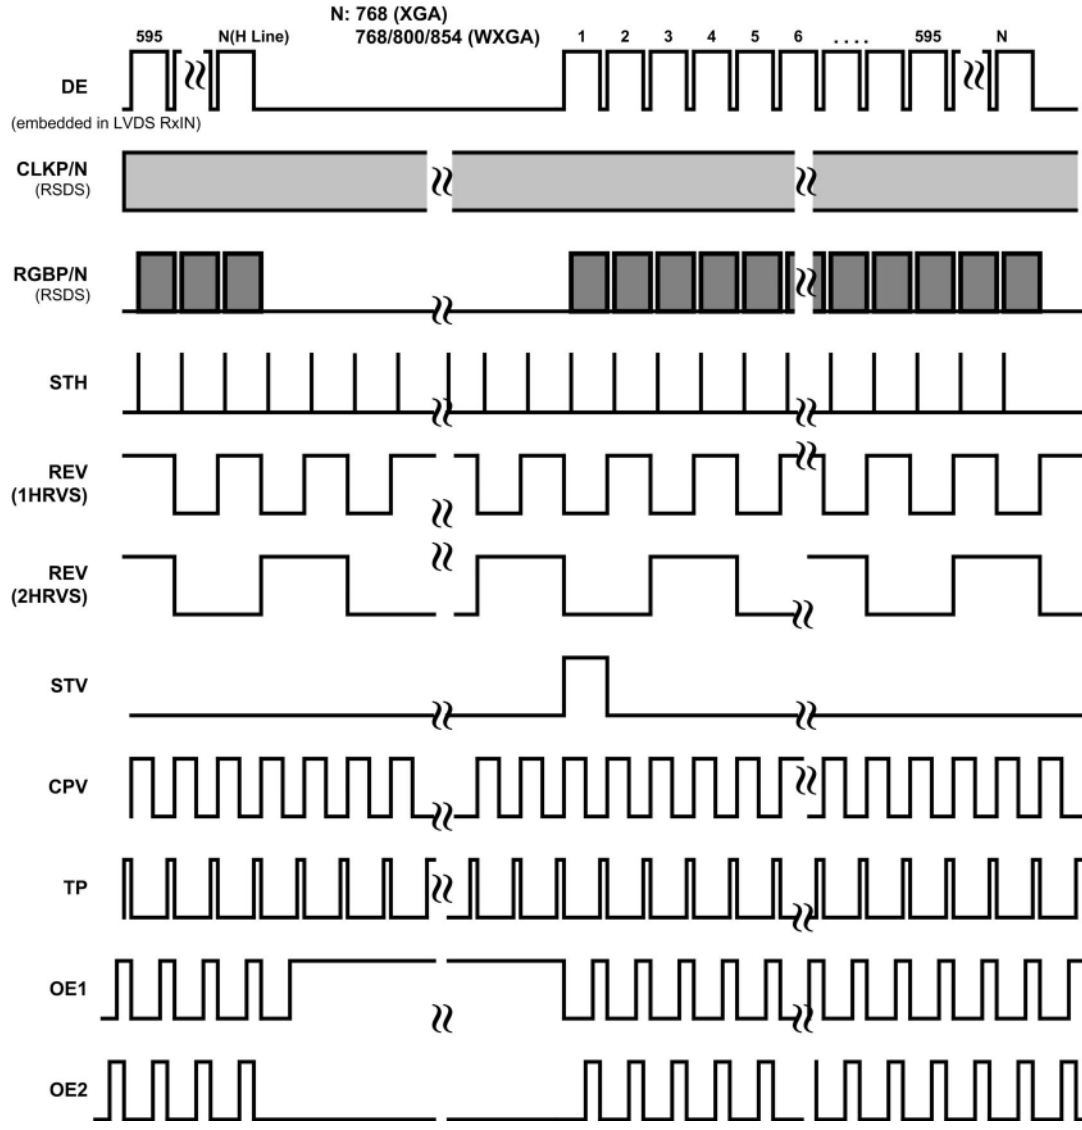 N: 768 (XGA)
768/800/854 (WXGA)
595 N(H Line) 1 2 3 4 5 6 .... 595 N
DE
(embedded in LVDS RxIN)
CLKP/N
(RSDS)
RGBP/N
(RSDS)
STH
REV
(1HRVS)
REV
(2HRVS)
STV
CPV
TP
OE1
OE2